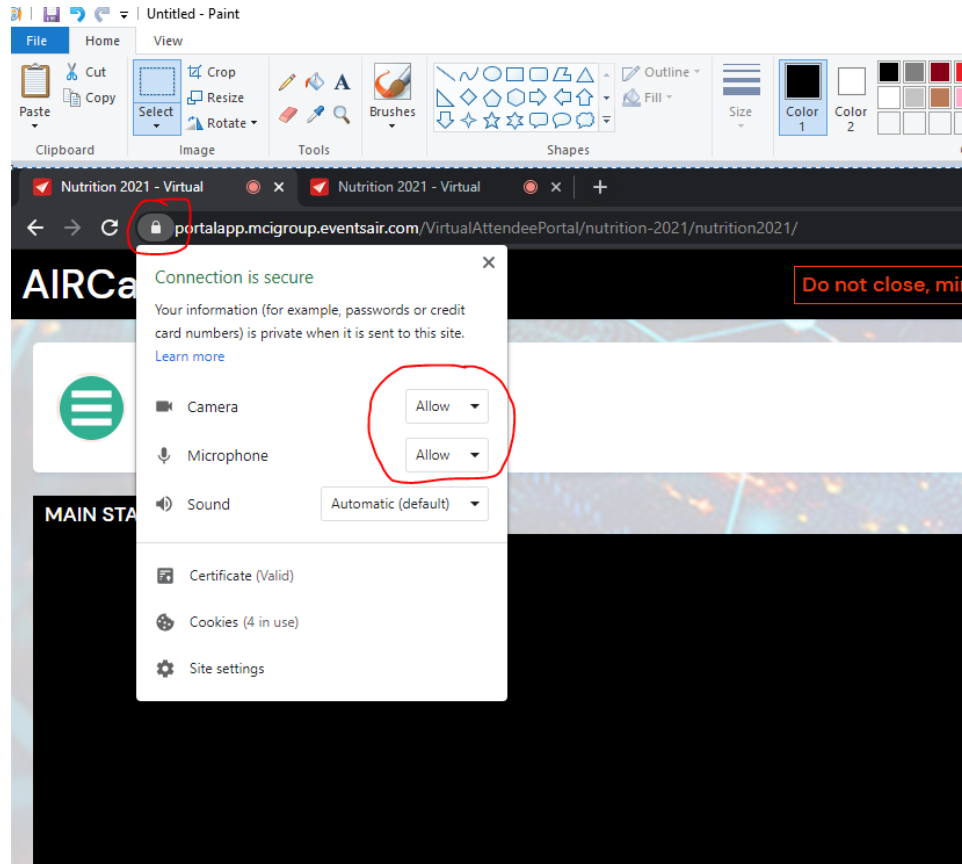 Untitled - Paint
File Home View
Paste
Cut
Copy
Clipboard
Select
Crop
Resize
Rotate
Image
A
Tools
Brushes
Shapes
Outline
Fill
Size
Color 1
Color 2
Nutrition 2021 - Virtual
Nutrition 2021 - Virtual
portalapp.mcigroup.eventsair.com/VirtualAttendeePortal/nutrition-2021/nutrition2021/
AIRCa
Do not close, mi
Connection is secure
Your information (for example, passwords or credit
card numbers) is private when it is sent to this site.
Learn more
Camera Allow
Microphone Allow
Sound Automatic (default)
MAIN STA
Certificate (Valid)
Cookies (4 in use)
Site settings